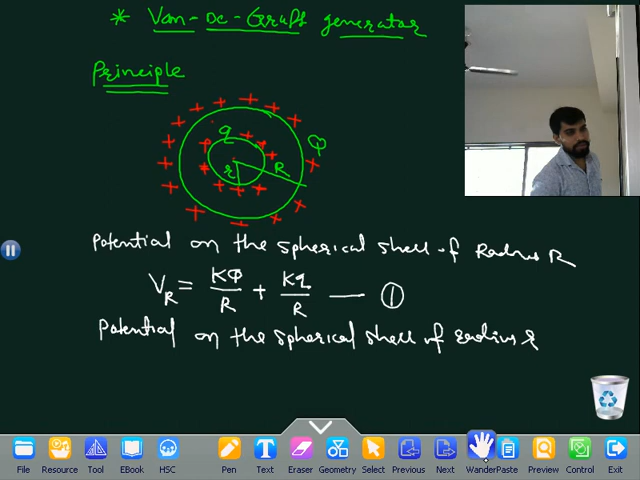 * Van-De-Graff generator
Principle
q Q
r R
Potential on the spherical shell of Radius R
V_R = KQ/R + Kq/R — ①
Potential on the spherical shell of radius r
File Resource Tool EBook HSC Pen Text Eraser Geometry Select Previous Next Wander Paste Preview Control Exit